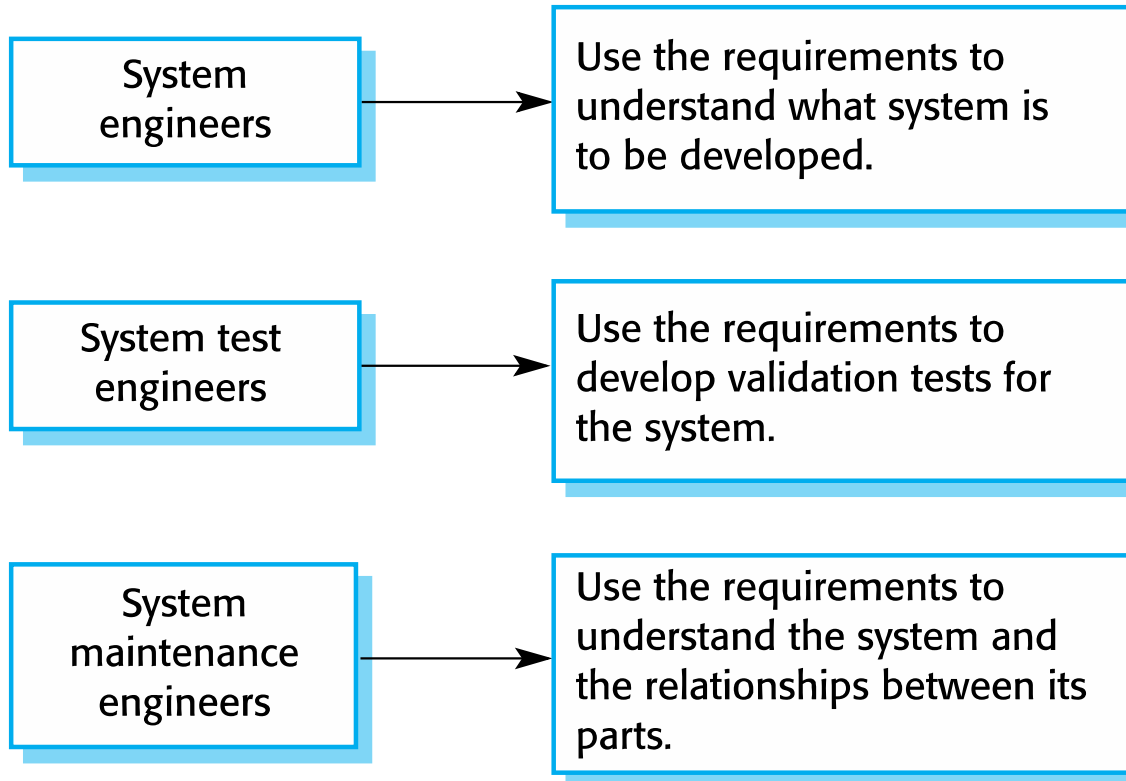 System
engineers
Use the requirements to
understand what system is
to be developed.
System test
engineers
Use the requirements to
develop validation tests for
the system.
System
maintenance
engineers
Use the requirements to
understand the system and
the relationships between its
parts.